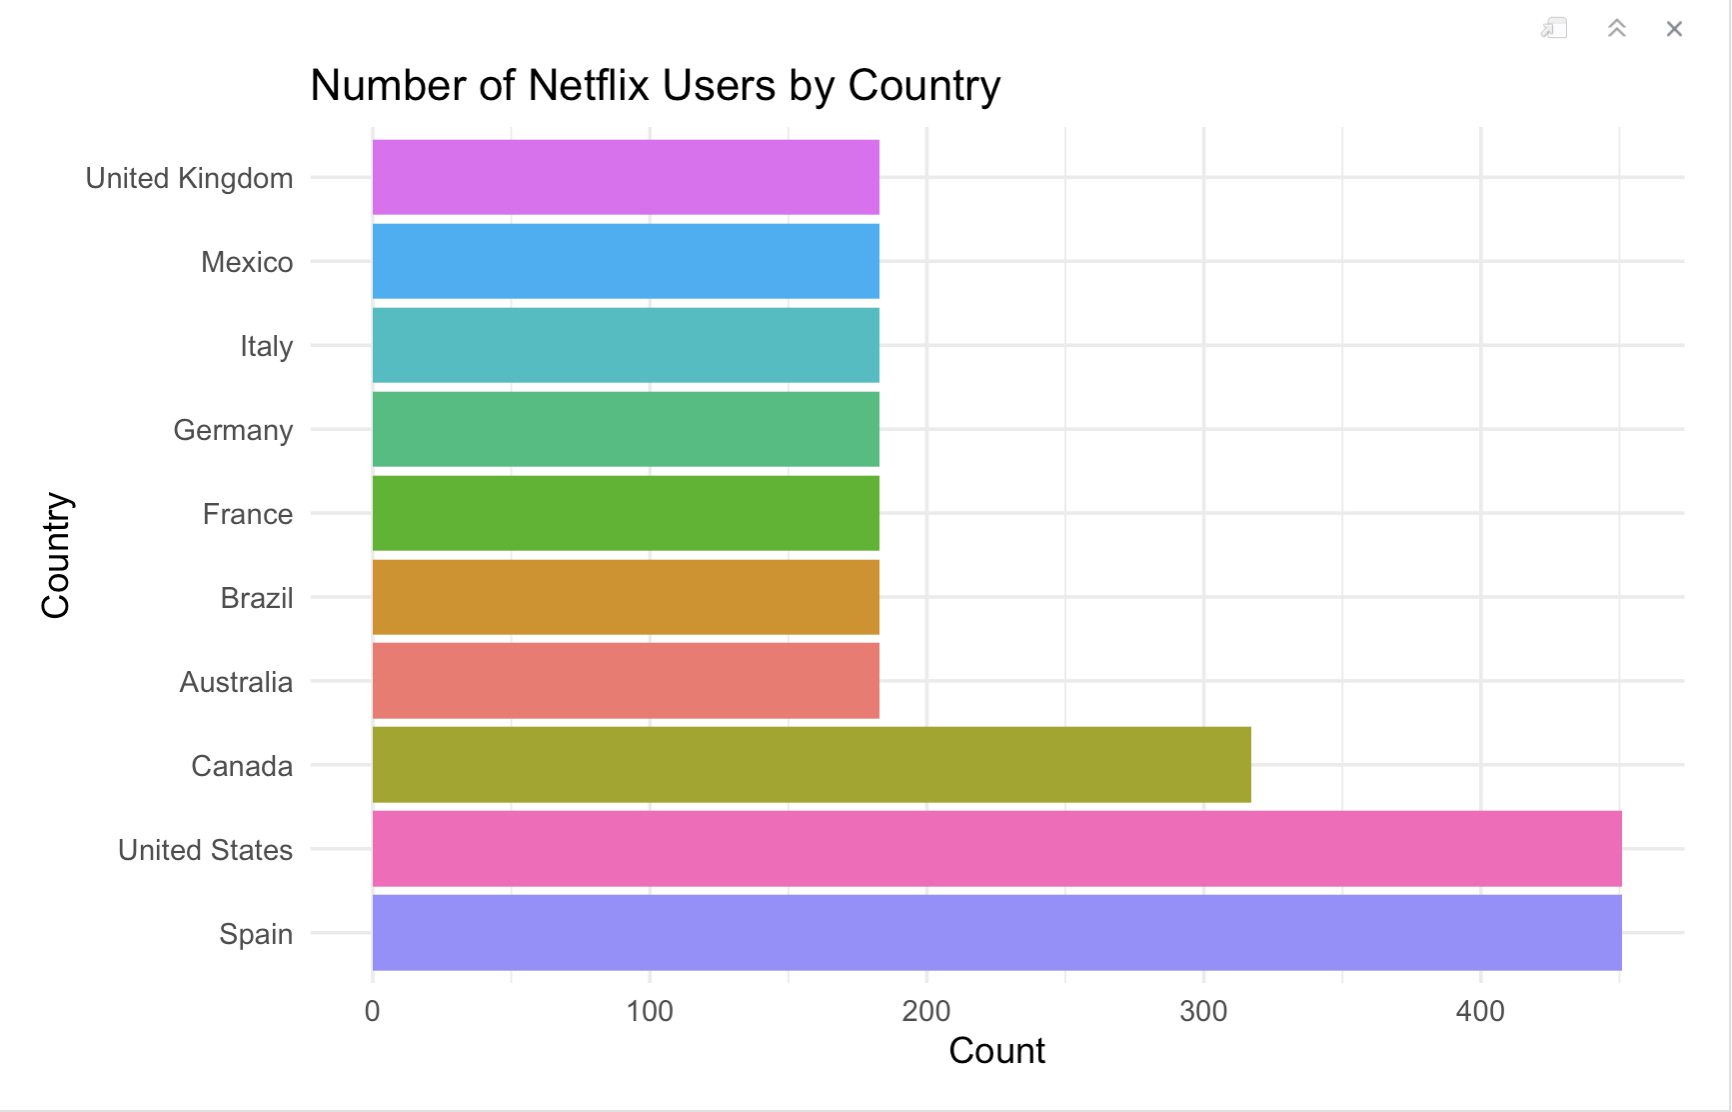 Number of Netflix Users by Country
United Kingdom
Mexico
Italy
Germany
France
Brazil
Australia
Canada
United States
Spain
Country
0 100 200 300 400
Count